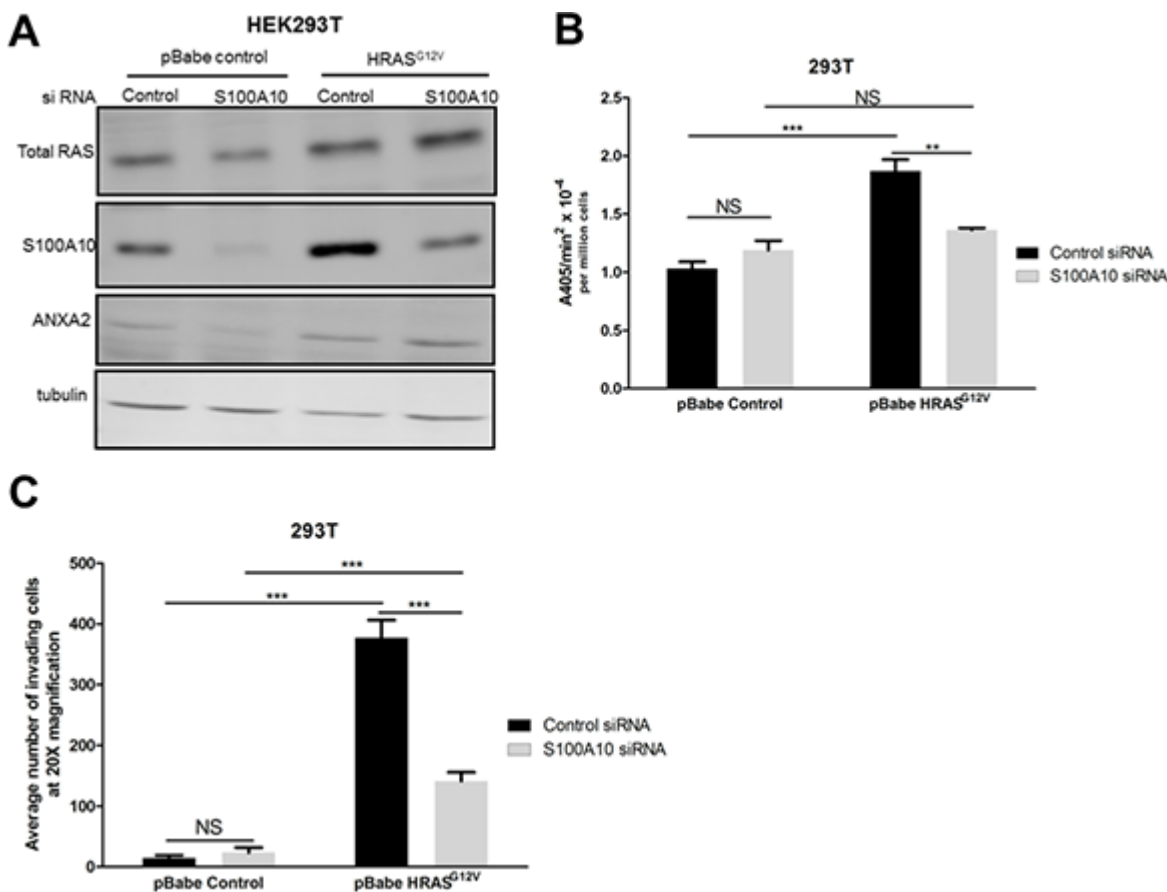 A
HEK293T
pBabe control HRASG12V
si RNA Control S100A10 Control S100A10
Total RAS
S100A10
ANXA2
tubulin
B
293T
NS
***
**
NS
2.5
2.0
1.5
1.0
0.5
0.0
A405/min2 x 10-4
per million cells
pBabe Control pBabe HRASG12V
Control siRNA
S100A10 siRNA
C
293T
***
***
***
NS
500
400
300
200
100
0
Average number of invading cells
at 20X magnification
pBabe Control pBabe HRASG12V
Control siRNA
S100A10 siRNA